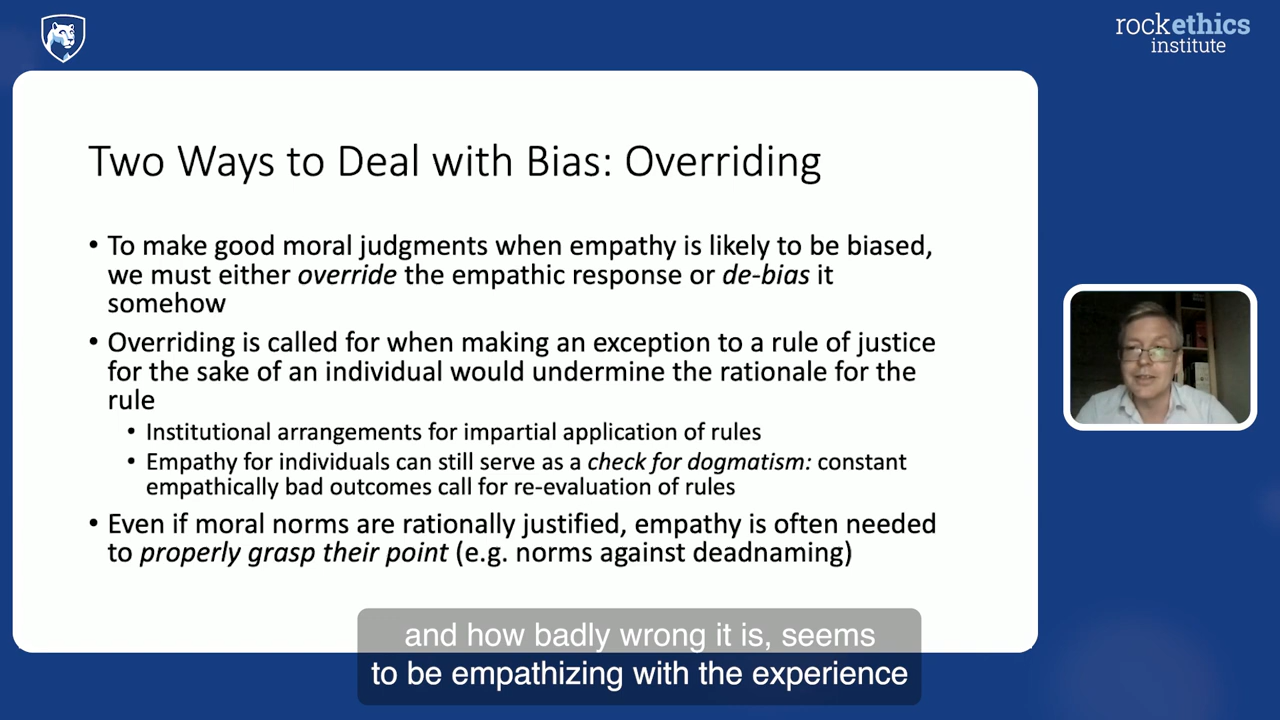 rockethics
institute
Two Ways to Deal with Bias: Overriding
• To make good moral judgments when empathy is likely to be biased,
we must either override the empathic response or de-bias it
somehow
• Overriding is called for when making an exception to a rule of justice
for the sake of an individual would undermine the rationale for the
rule
• Institutional arrangements for impartial application of rules
• Empathy for individuals can still serve as a check for dogmatism: constant
empathically bad outcomes call for re-evaluation of rules
• Even if moral norms are rationally justified, empathy is often needed
to properly grasp their point (e.g. norms against deadnaming)
and how badly wrong it is, seems
to be empathizing with the experience